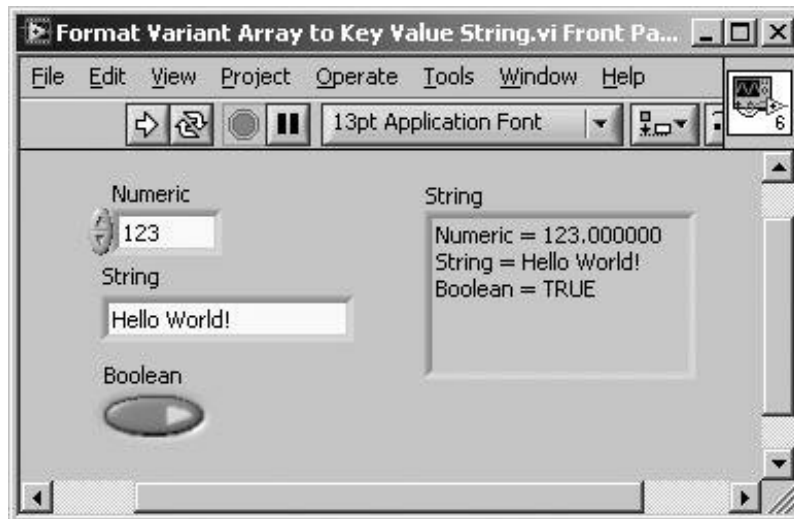 Format Variant Array to Key Value String.vi Front Pa...
File Edit View Project Operate Tools Window Help
13pt Application Font
6
Numeric
123
String
Hello World!
Boolean
String
Numeric = 123.000000
String = Hello World!
Boolean = TRUE